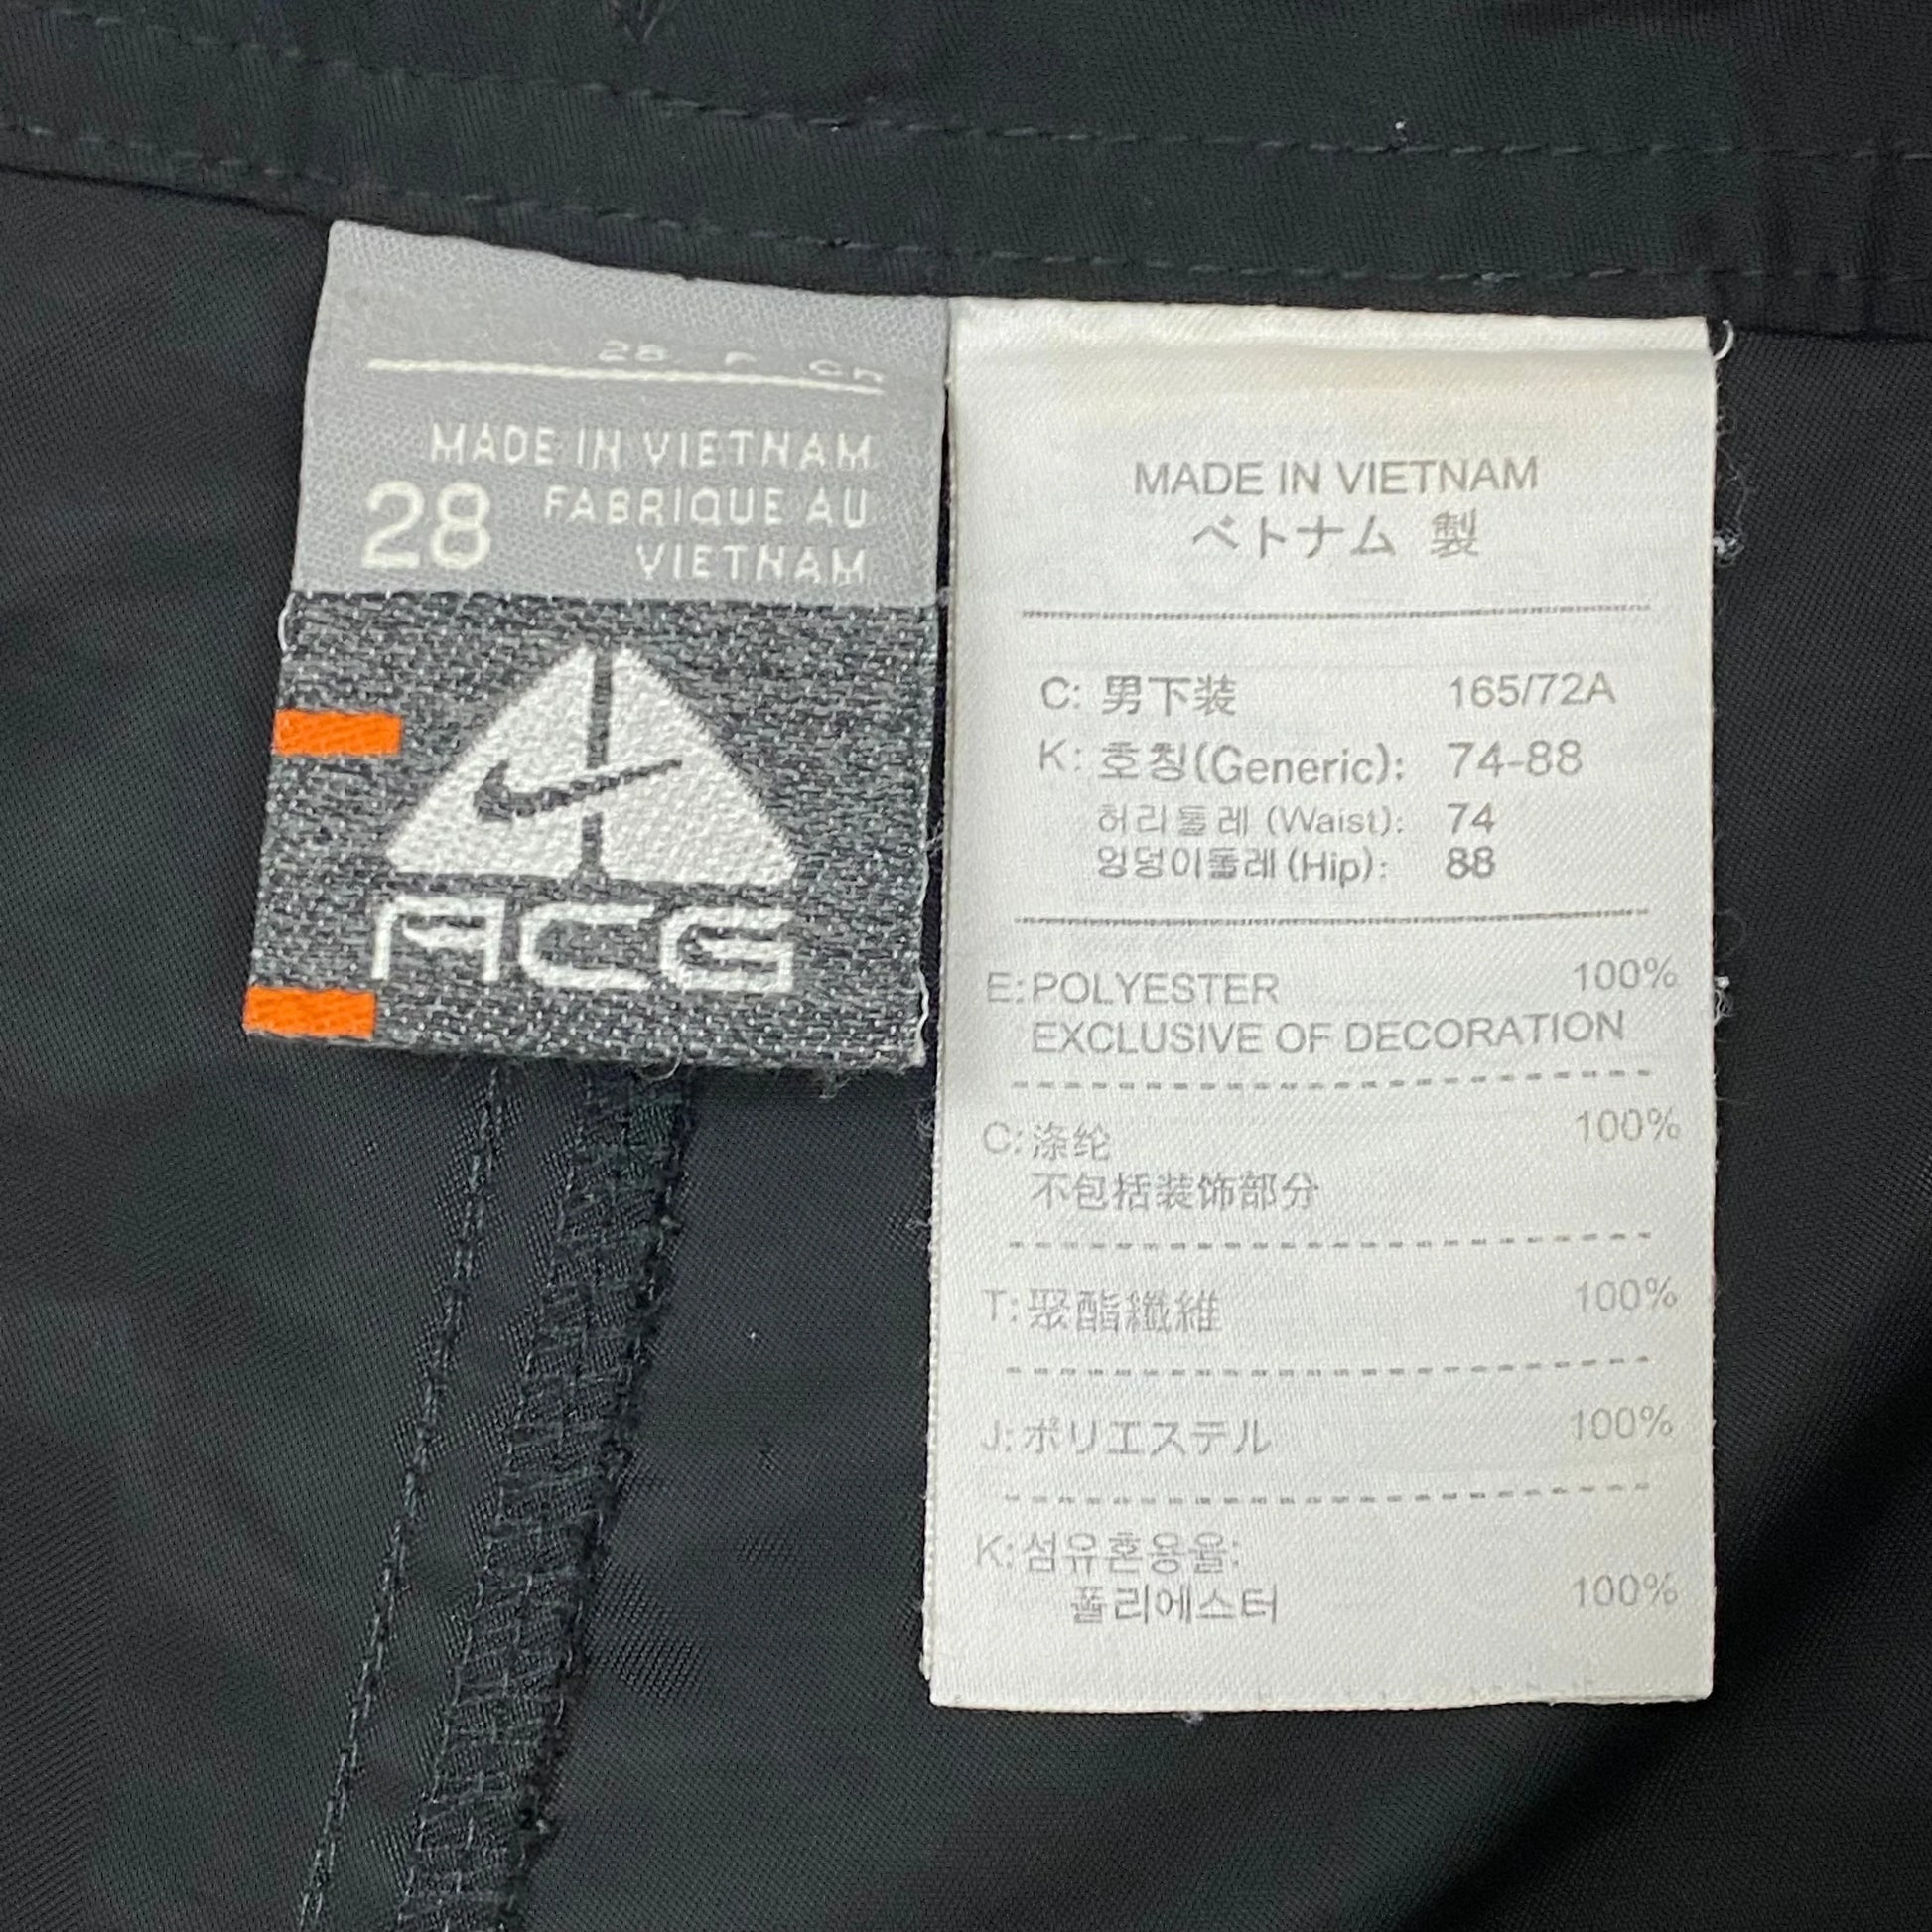 28
MADE IN VIETNAM
28 FABRIQUE AU
VIETNAM
ACG
MADE IN VIETNAM
ベトナム 製
C: 男下装 165/72A
K: 호칭(Generic): 74-88
허리둘레 (Waist): 74
엉덩이둘레 (Hip): 88
E: POLYESTER 100%
EXCLUSIVE OF DECORATION
C: 涤纶 100%
不包括装饰部分
T: 聚酯纖維 100%
J: ポリエステル 100%
K: 섬유혼용율:
폴리에스터 100%